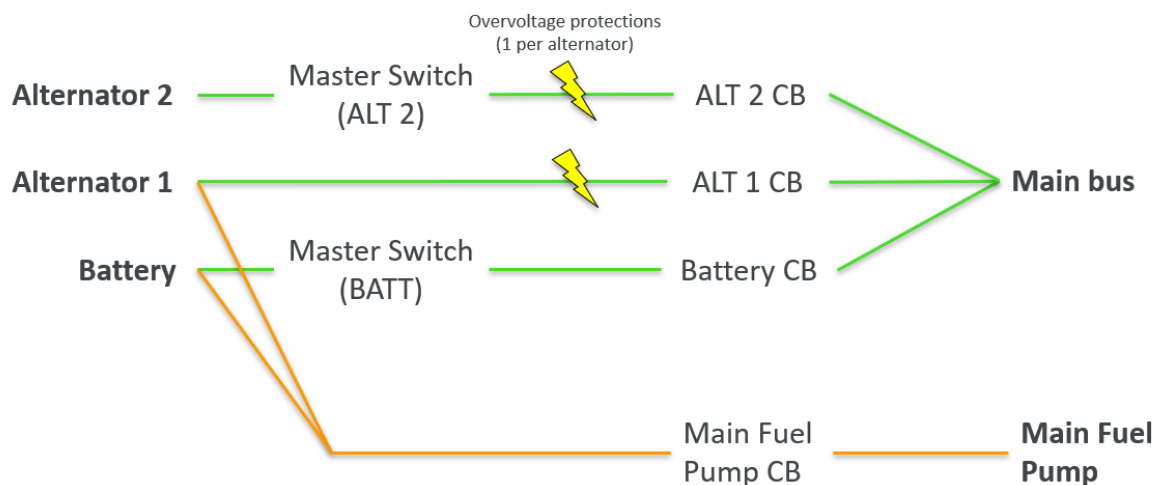 Overvoltage protections
(1 per alternator)
Alternator 2
Master Switch
(ALT 2)
ALT 2 CB
Alternator 1
ALT 1 CB
Main bus
Battery
Master Switch
(BATT)
Battery CB
Main Fuel
Pump CB
Main Fuel
Pump